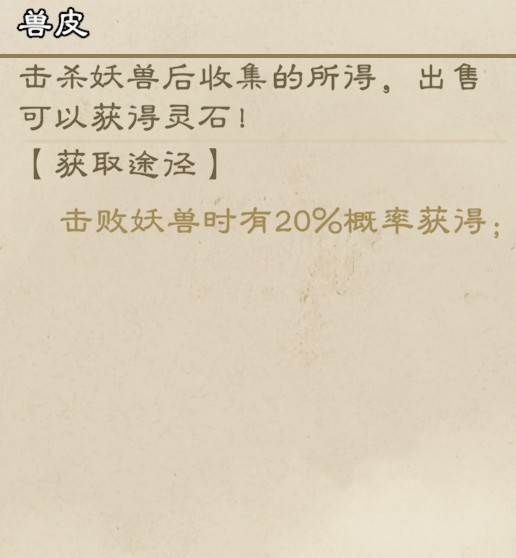 兽皮
击杀妖兽后收集的所得，出售
可以获得灵石！
【获取途径】
击败妖兽时有20%概率获得；